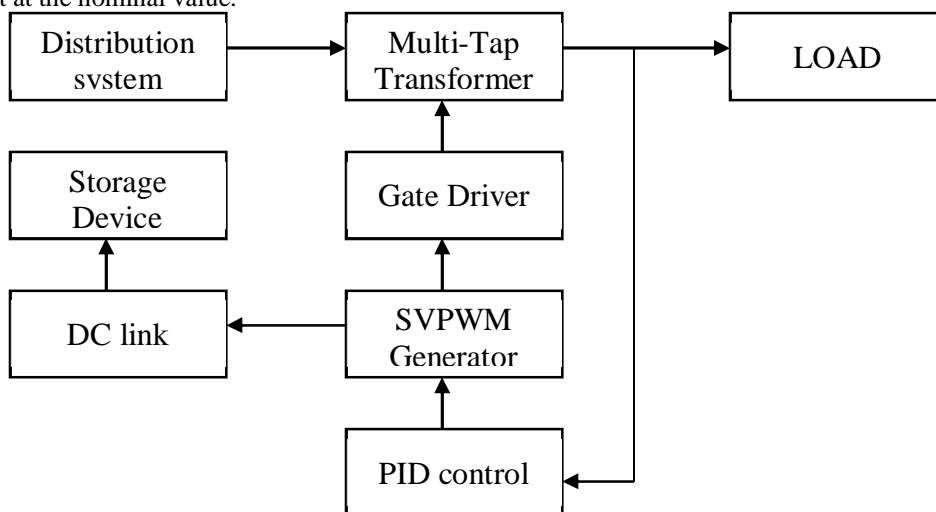 t at the nominal value.
Distribution
system
Multi-Tap
Transformer
LOAD
Storage
Device
Gate Driver
DC link
SVPWM
Generator
PID control